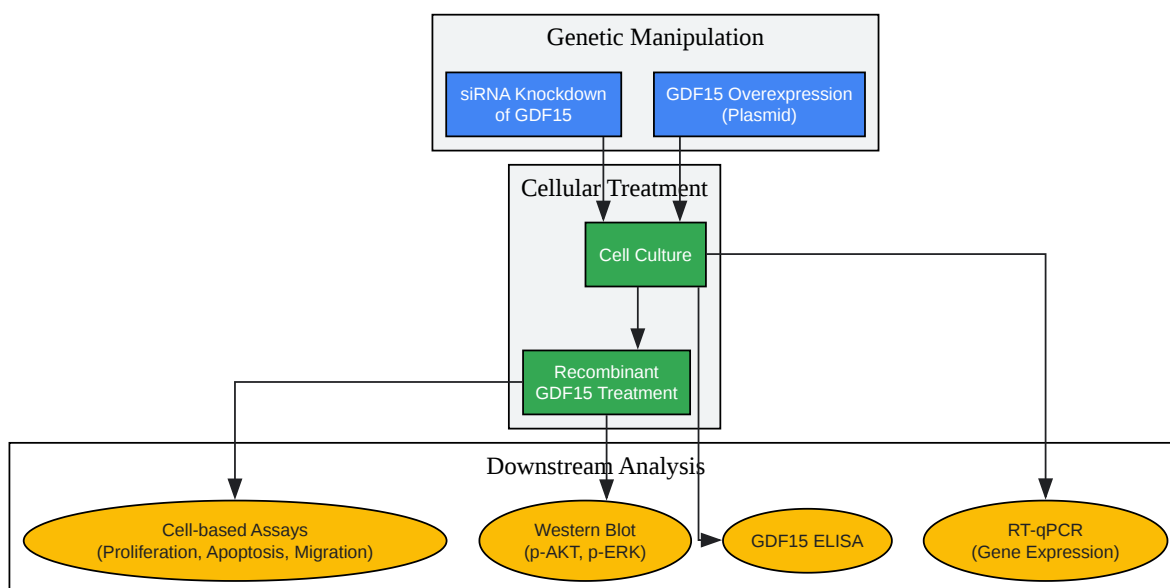 Genetic Manipulation
siRNA Knockdown
of GDF15
GDF15 Overexpression
(Plasmid)
Cellular Treatment
Cell Culture
Recombinant
GDF15 Treatment
Downstream Analysis
Cell-based Assays
(Proliferation, Apoptosis, Migration)
Western Blot
(p-AKT, p-ERK)
GDF15 ELISA
RT-qPCR
(Gene Expression)